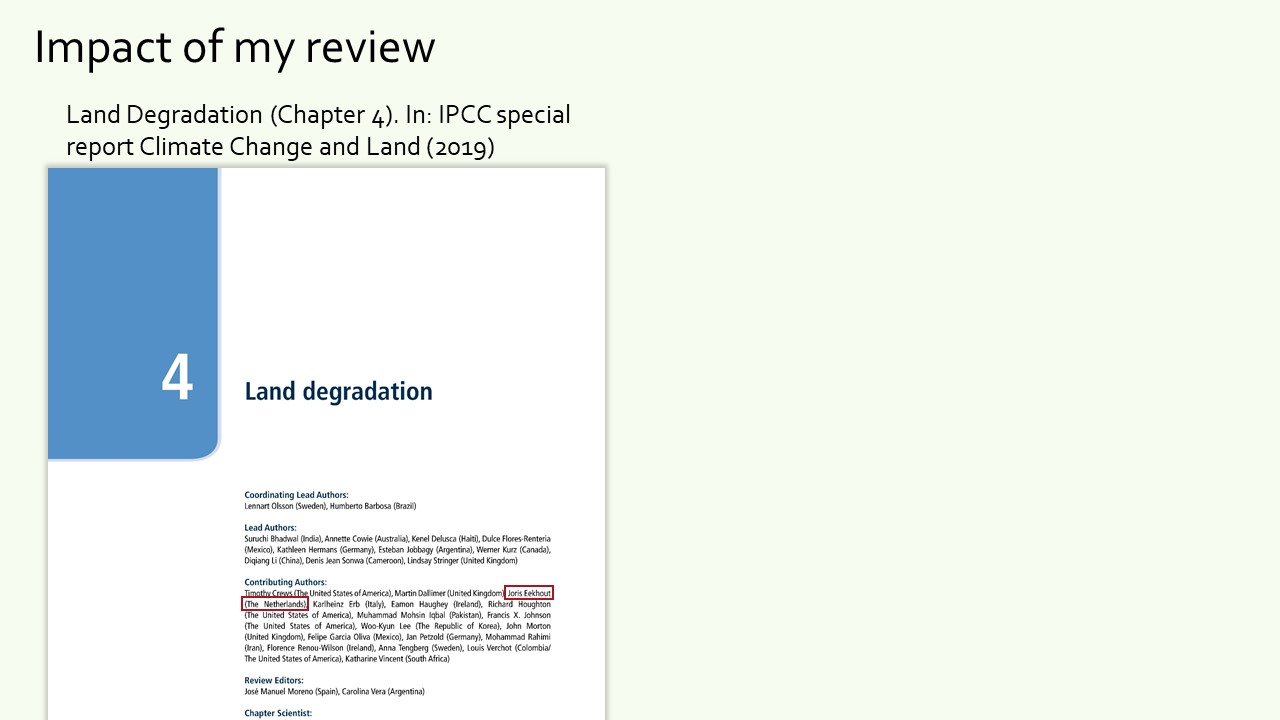 Impact of my review
Land Degradation (Chapter 4). In: IPCC special
report Climate Change and Land (2019)
4
Land degradation
Coordinating Lead Authors:
Lennart Olsson (Sweden), Humberto Barbosa (Brazil)
Lead Authors:
Suruchi Bhadwal (India), Annette Cowie (Australia), Kenel Delusca (Haiti), Dulce Flores-Renteria
(Mexico), Kathleen Hermans (Germany), Esteban Jobbagy (Argentina), Werner Kurz (Canada),
Diqiang Li (China), Denis Jean Sonwa (Cameroon), Lindsay Stringer (United Kingdom)
Contributing Authors:
Timothy Crews (The United States of America), Martin Dallimer (United Kingdom), Joris Eekhout
(The Netherlands), Karlheinz Erb (Italy), Eamon Haughey (Ireland), Richard Houghton
(The United States of America), Muhammad Mohsin Iqbal (Pakistan), Francis X. Johnson
(The United States of America), Woo-Kyun Lee (The Republic of Korea), John Morton
(United Kingdom), Felipe Garcia Oliva (Mexico), Jan Petzold (Germany), Mohammad Rahimi
(Iran), Florence Renou-Wilson (Ireland), Anna Tengberg (Sweden), Louis Verchot (Colombia/
The United States of America), Katharine Vincent (South Africa)
Review Editors:
José Manuel Moreno (Spain), Carolina Vera (Argentina)
Chapter Scientist: